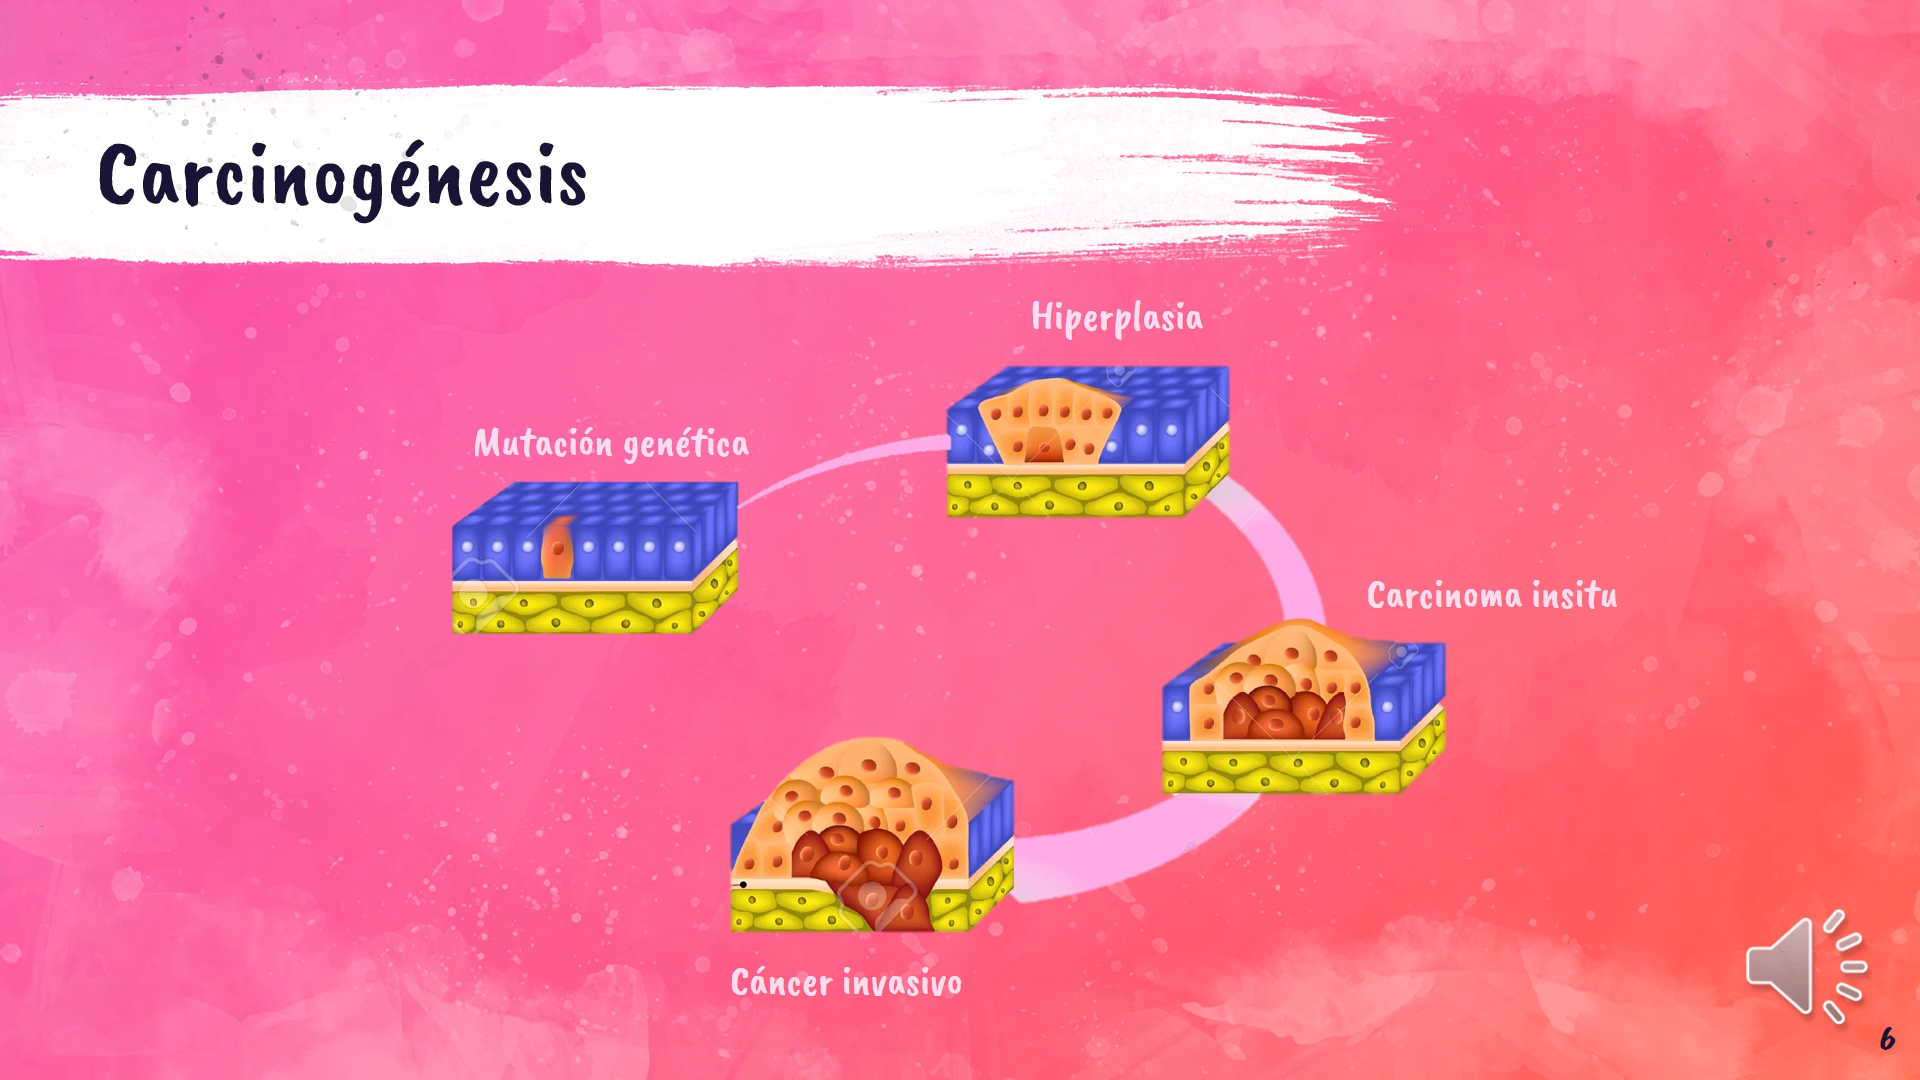 Carcinogénesis
Hiperplasia
Mutación genética
Carcinoma insitu
Cáncer invasivo
6